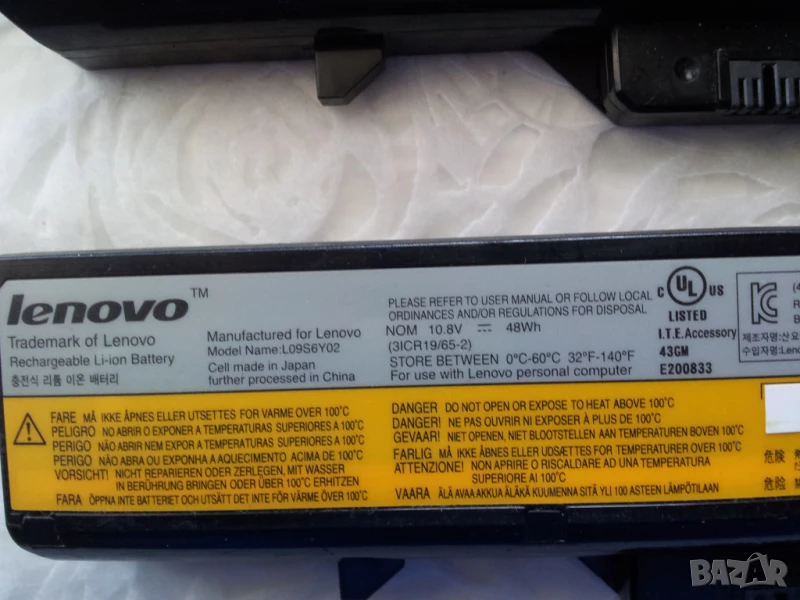 lenovo™
Trademark of Lenovo
Rechargeable Li-ion Battery
충전식 리튬 이온 배터리
Manufactured for Lenovo
Model Name:L09S6Y02
Cell made in Japan
further processed in China
PLEASE REFER TO USER MANUAL OR FOLLOW LOCAL
ORDINANCES AND/OR REGULATIONS FOR DISPOSAL
NOM 10.8V ⎓ 48Wh
(3ICR19/65-2)
STORE BETWEEN 0°C-60°C 32°F-140°F
For use with Lenovo personal computer
C UL US
LISTED
I.T.E. Accessory
43GM
E200833
FARE MÅ IKKE ÅPNES ELLER UTSETTES FOR VARME OVER 100°C
PELIGRO NO ABRIR O EXPONER A TEMPERATURAS SUPERIORES A 100°C
PERIGO NÃO ABRIR NEM EXPOR A TEMPERATURAS SUPERIORES A 100°C
PERIGO NÃO ABRA OU EXPONHA A AQUECIMENTO ACIMA DE 100°C
VORSICHT! NICHT REPARIEREN ODER ZERLEGEN, MIT WASSER
IN BERÜHRUNG BRINGEN ODER ÜBER 100°C ERHITZEN
FARA ÖPPNA INTE BATTERIET OCH UTSÄTT DET INTE FÖR VÄRME ÖVER 100°C
DANGER DO NOT OPEN OR EXPOSE TO HEAT ABOVE 100°C
DANGER! NE PAS OUVRIR NI EXPOSER À PLUS DE 100°C
GEVAAR! NIET OPENEN, NIET BLOOTSTELLEN AAN TEMPERATUREN BOVEN 100°C
FARLIG MÅ IKKE ÅBNES ELLER UDSÆTTES FOR TEMPERATURER OVER 100°C
ATTENZIONE! NON APRIRE O RISCALDARE AD UNA TEMPERATURA
SUPERIORE AI 100°C
VAARA ÄLÄ AVAA AKKUA ÄLÄKÄ KUUMENNA SITÄ YLI 100 ASTEEN LÄMPÖTILAAN
危险
危險
BAZAR